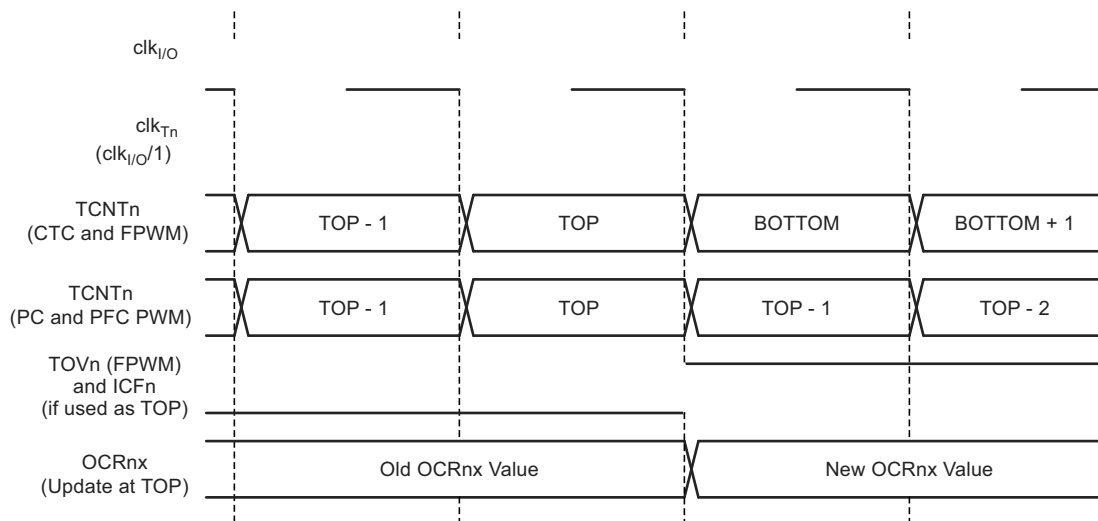 clkI/O
clkTn
(clkI/O/1)
TCNTn
(CTC and FPWM)
TOP - 1 TOP BOTTOM BOTTOM + 1
TCNTn
(PC and PFC PWM)
TOP - 1 TOP TOP - 1 TOP - 2
TOVn (FPWM)
and ICFn
(if used as TOP)
OCRnx
(Update at TOP)
Old OCRnx Value New OCRnx Value